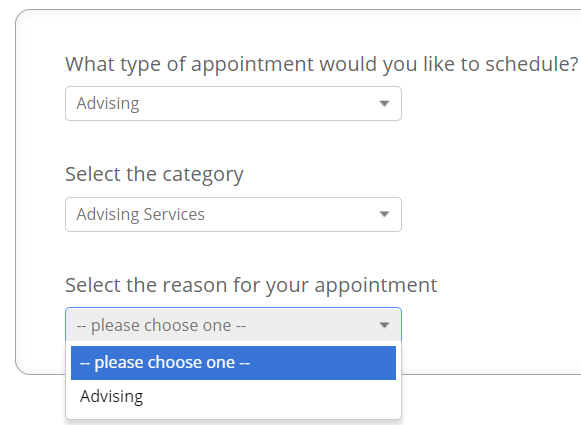 What type of appointment would you like to schedule?
Advising
Select the category
Advising Services
Select the reason for your appointment
-- please choose one --
-- please choose one --
Advising